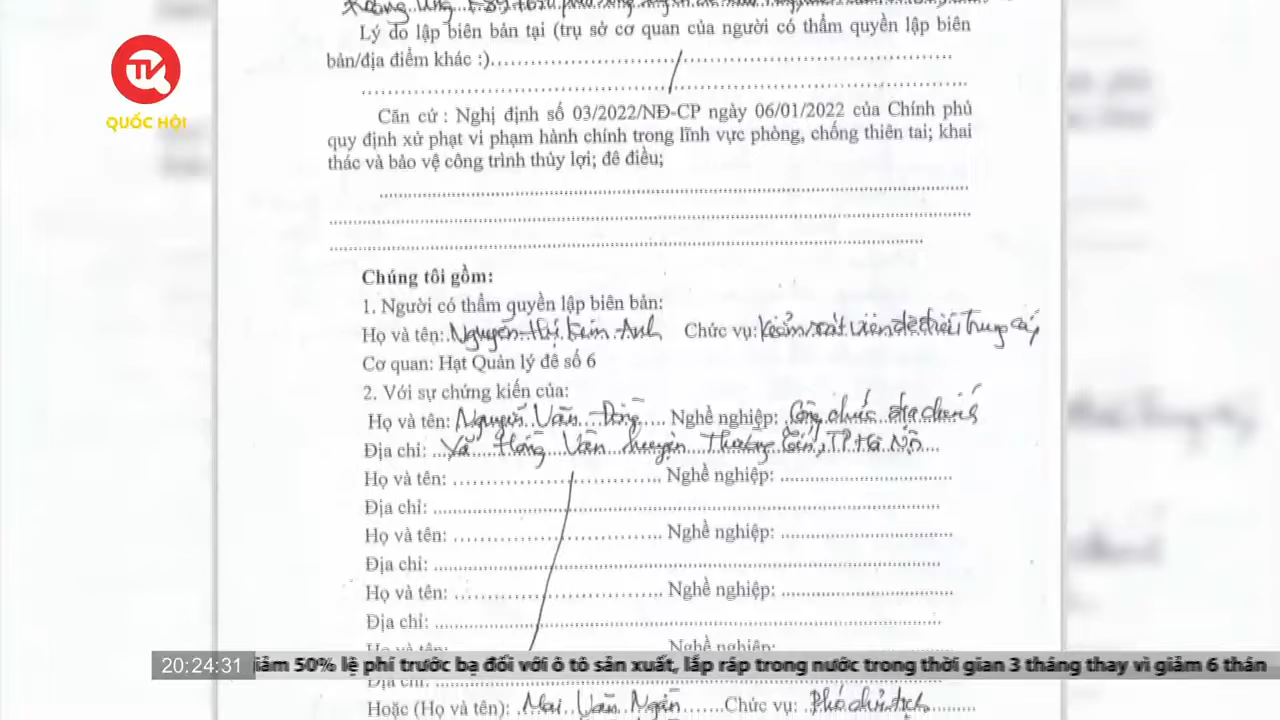 Lý do lập biên bản tại (trụ sở cơ quan của người có thẩm quyền lập biên
bản/địa điểm khác :)
QUỐC HỘI
Căn cứ : Nghị định số 03/2022/NĐ-CP ngày 06/01/2022 của Chính phủ
quy định xử phạt vi phạm hành chính trong lĩnh vực phòng, chống thiên tai; khai
thác và bảo vệ công trình thủy lợi; đê điều;
Chúng tôi gồm:
1. Người có thẩm quyền lập biên bản:
Họ và tên: Nguyễn Thị Kim Anh Chức vụ: Kiểm soát viên đê điều Trung cấp
Cơ quan: Hạt Quản lý đê số 6
2. Với sự chứng kiến của:
Họ và tên: Nguyễn Văn Nghề nghiệp: Công chức địa chính
Địa chỉ: Xã Hồng Vân huyện Thường Tín, TP Hà Nội
Họ và tên: Nghề nghiệp:
Địa chỉ:
Họ và tên: Nghề nghiệp:
Địa chỉ:
Họ và tên: Nghề nghiệp:
Địa chỉ:
20:24:31 iảm 50% lệ phí trước bạ đối với ô tô sản xuất, lắp ráp trong nước trong thời gian 3 tháng thay vì giảm 6 thán
Hoặc (Họ và tên): Mai Văn Ngân Chức vụ: Phó chủ tịch